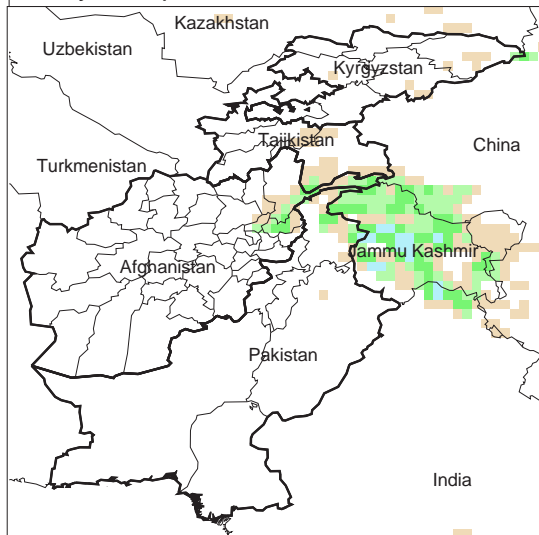 Kazakhstan
Uzbekistan
Kyrgyzstan
Tajikistan
China
Turkmenistan
Jammu Kashmir
Afghanistan
Pakistan
India